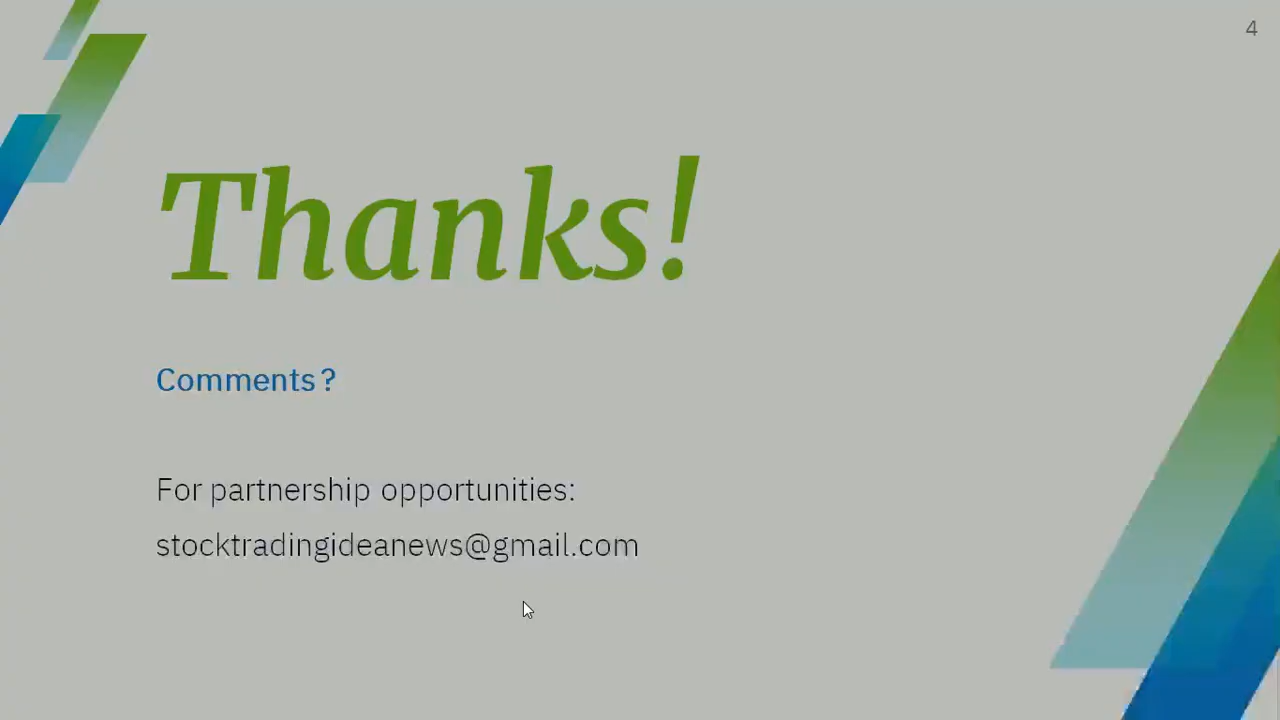 4
Thanks!
Comments?
For partnership opportunities:
stocktradingideanews@gmail.com